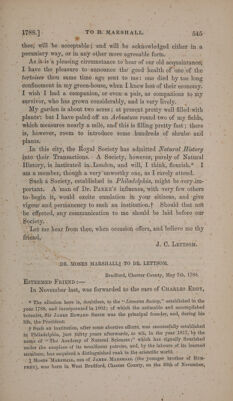 1788.] TO H. MARSHALL. 545
thee; will be acceptable; and will be acknowledged either in a
pecuniary way, or in any other more agreeable form.
As it is a pleasing circumstance to hear of our old acquaintances,
I have the pleasure to announce the good health of one of the
tortoises thou some time ago sent to me: one died by too long
confinement in my green-house, when I knew less of their economy.
I wish I had a companion, or even a pair, as companions to my
survivor, who has grown considerably, and is very lively.
My garden is about two acres; at present pretty well filled with
plants: but I have paled off an Arbustum round two of my fields,
which measures nearly a mile, and this is filling pretty fast; there
is, however, room to introduce some hundreds of shrubs and
plants.
In this city, the Royal Society has admitted Natural History
into their Transactions. A Society, however, purely of Natural
History, is instituted in London, and will, I think, flourish.* I
am a member, though a very unworthy one, as I rarely attend.
Such a Society, established in Philadelphia, might be very im-
portant. A man of Dr. PARKE's influence, with very few others
to begin it, would excite emulation in your citizens, and give
vigour and permanency to such an institution.† Should that not
be effected, any communication to me should be laid before our
Society.
Let me hear from thee, when occasion offers, and believe me thy
friend,
J. C. LETTSOM.
DR. MOSES MARSHALL‡ TO DR. LETTSOM.
Bradford, Chester County, May 7th, 1788.
ESTEEMED FRIEND:—
In November last, was forwarded to the care of CHARLES EDDY,
* The allusion here is, doubtless, to the "Linnæan Society," established in the
year 1788, and incorporated in 1802; of which the estimable and accomplished
botanist, Sir JAMES EDWARD SMITH was the principal founder, and, during his
life, the President.
† Such an institution, after some abortive efforts, was successfully established
in Philadelphia, just thirty years afterwards, to wit, in the year 1817, by the
name of "The Academy of Natural Sciences;" which has signally flourished
under the auspices of its munificent patrons, and, by the labours of its learned
members, has acquired a distinguished rank in the scientific world.
‡ MOSES MARSHALL, son of JAMES MARSHALL (the younger brother of HUM-
PHRY), was born in West Bradford, Chester County, on the 30th of November,